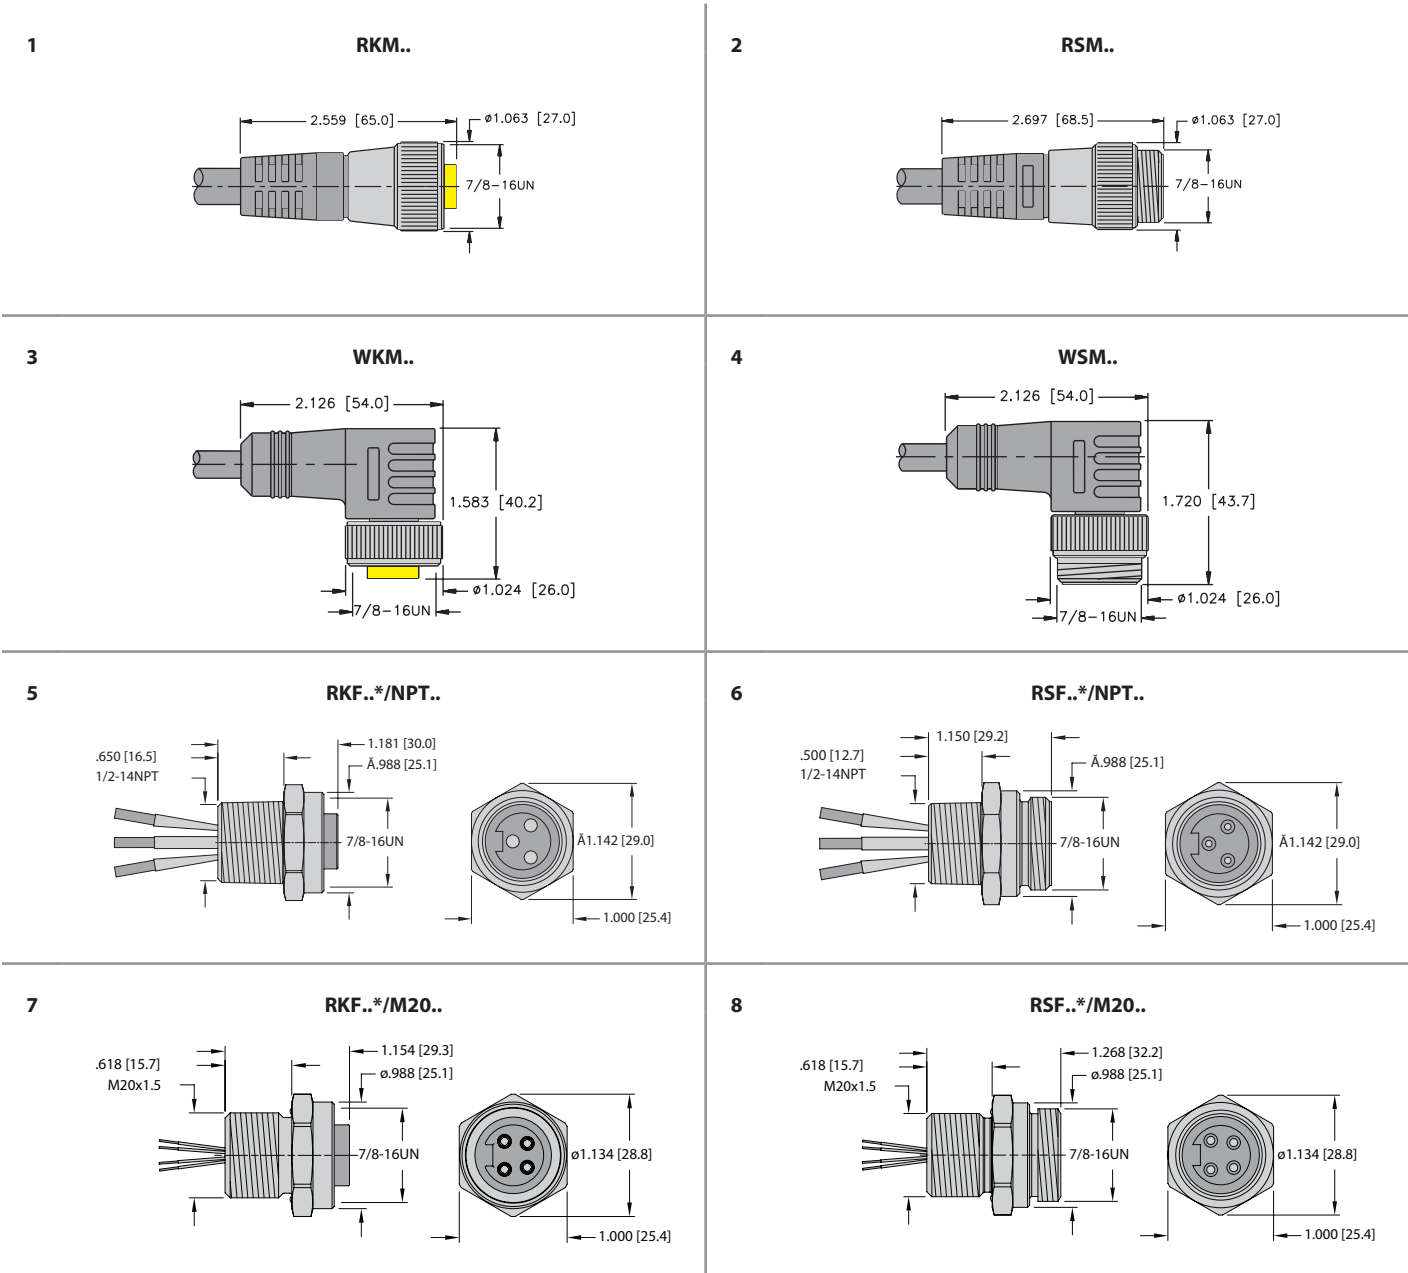 1
RKM..
2.559 [65.0]
ø1.063 [27.0]
7/8-16UN
2
RSM..
2.697 [68.5]
ø1.063 [27.0]
7/8-16UN
3
WKM..
2.126 [54.0]
1.583 [40.2]
ø1.024 [26.0]
7/8-16UN
4
WSM..
2.126 [54.0]
1.720 [43.7]
ø1.024 [26.0]
7/8-16UN
5
RKF..*/NPT..
.650 [16.5]
1/2-14NPT
1.181 [30.0]
Ă.988 [25.1]
7/8-16UN
Ă1.142 [29.0]
1.000 [25.4]
6
RSF..*/NPT..
.500 [12.7]
1/2-14NPT
1.150 [29.2]
Ă.988 [25.1]
7/8-16UN
Ă1.142 [29.0]
1.000 [25.4]
7
RKF..*/M20..
.618 [15.7]
M20x1.5
1.154 [29.3]
ø.988 [25.1]
7/8-16UN
ø1.134 [28.8]
1.000 [25.4]
8
RSF..*/M20..
.618 [15.7]
M20x1.5
1.268 [32.2]
ø.988 [25.1]
7/8-16UN
ø1.134 [28.8]
1.000 [25.4]